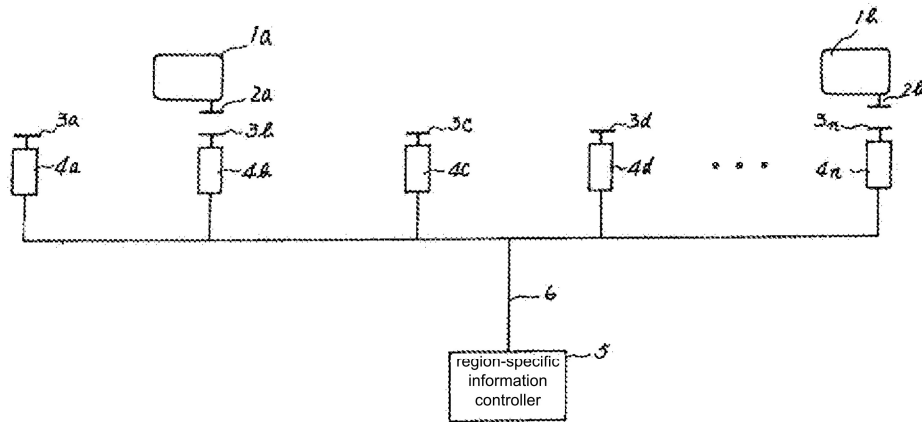 1a
1b
2a
2b
3a
3b
3c
3d
3n
4a
4b
4c
4d
4n
6
5
region-specific
information
controller